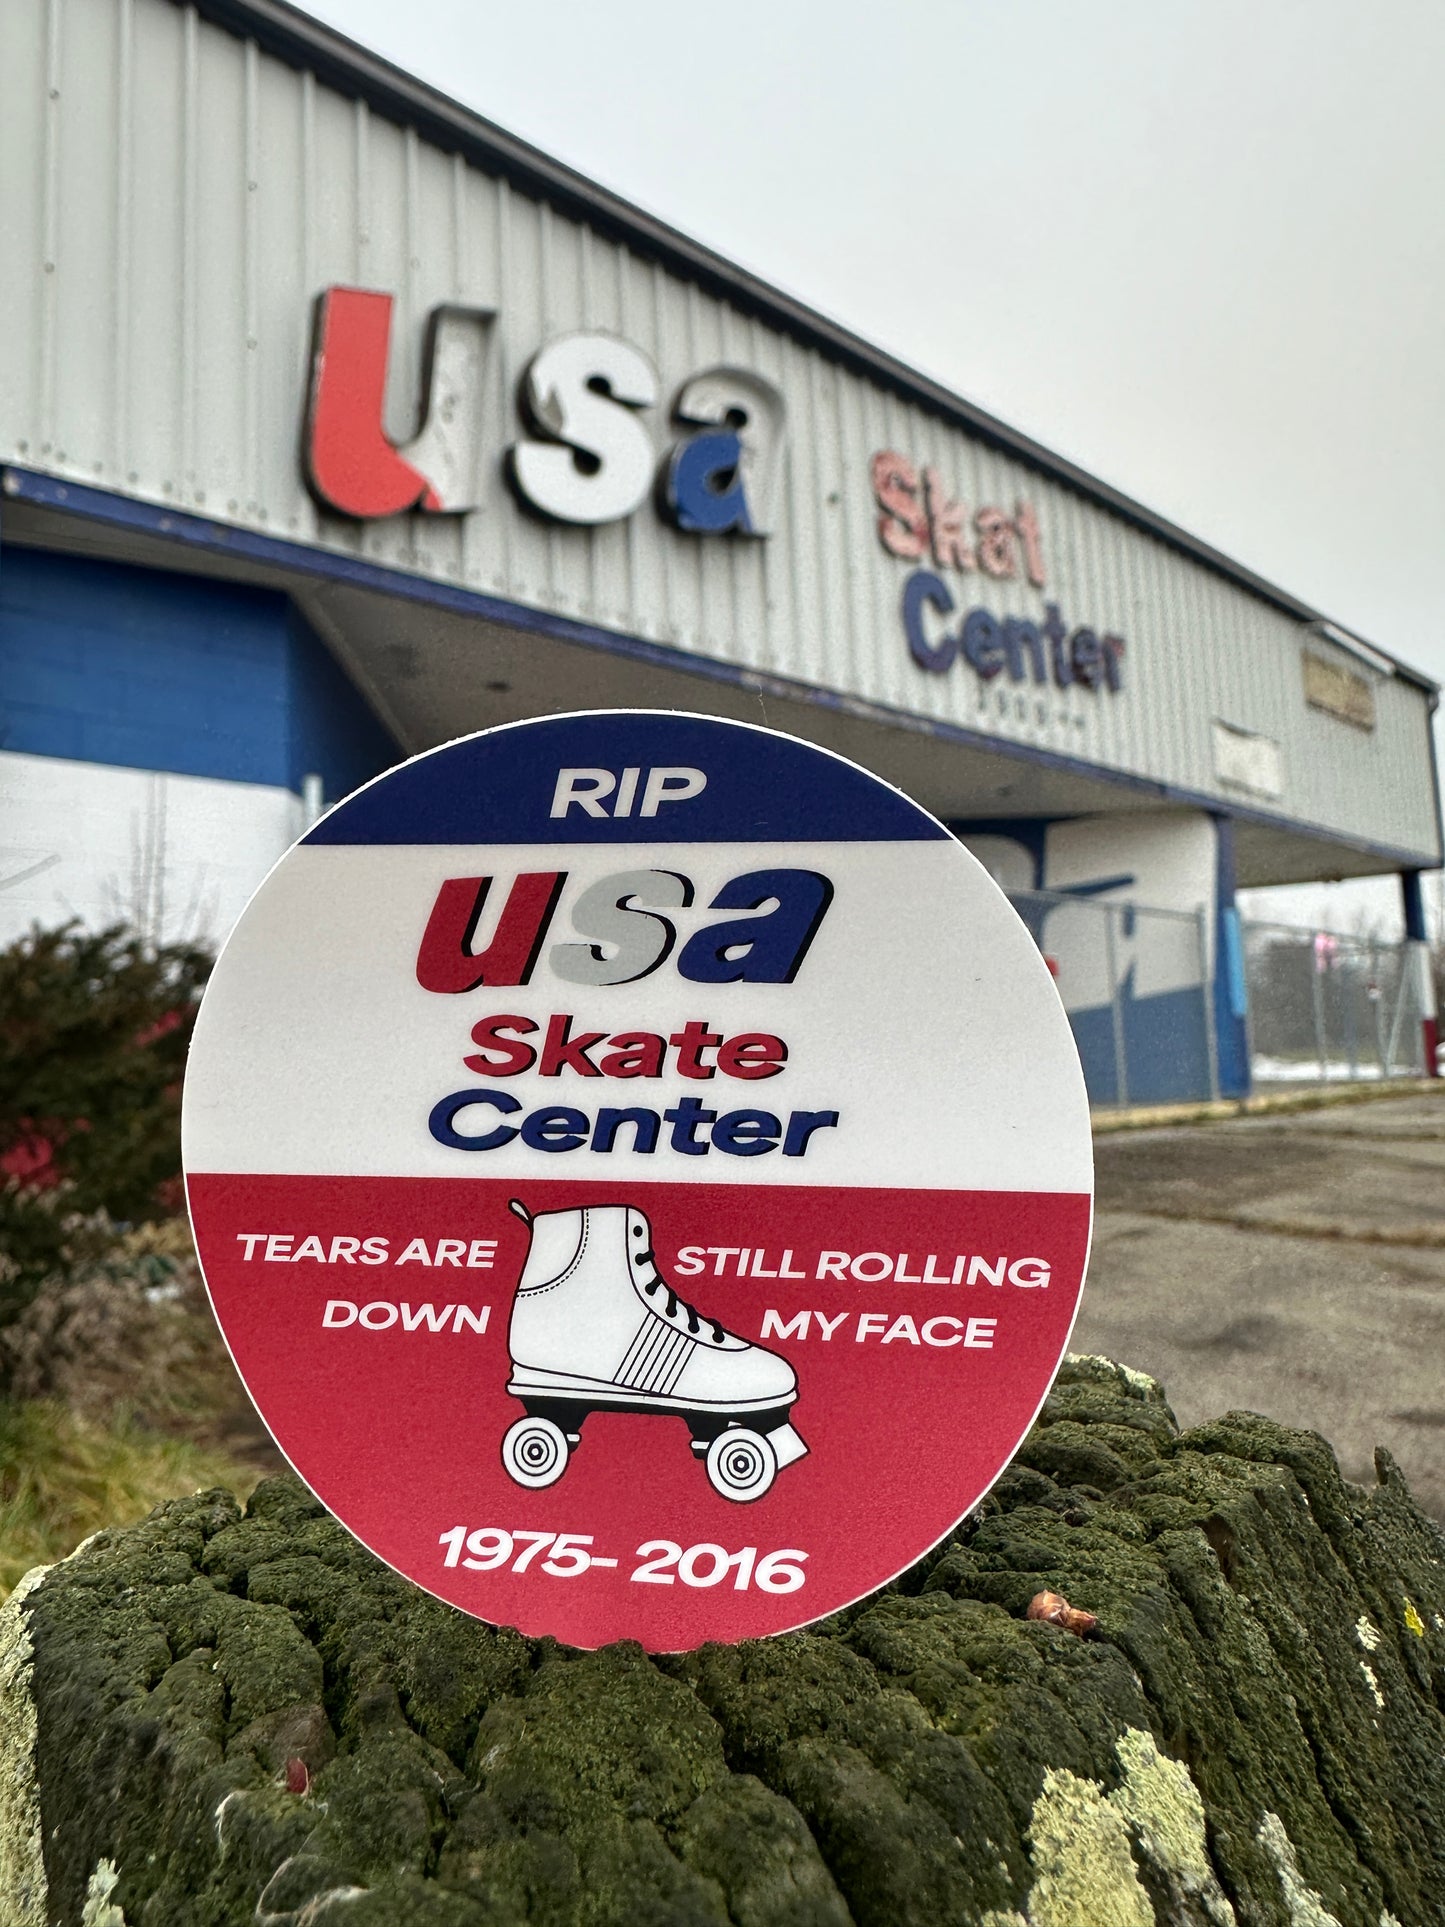 usa
Skat
Center
RIP
usa
Skate
Center
TEARS ARE STILL ROLLING
DOWN MY FACE
1975- 2016